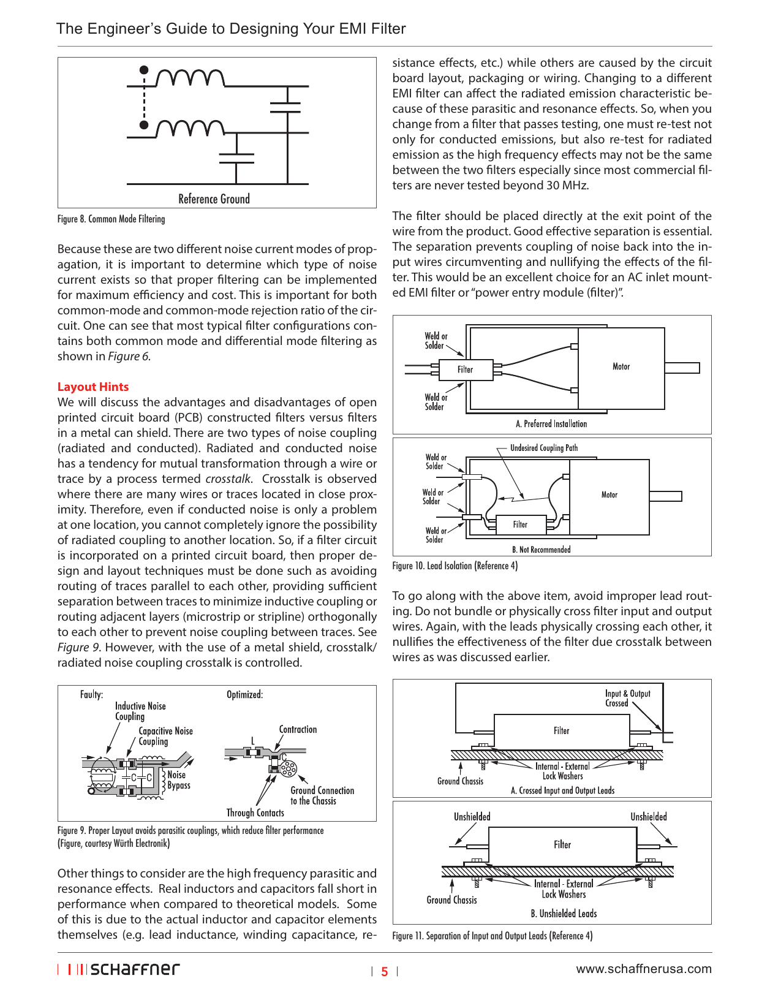 The Engineer's Guide to Designing Your EMI Filter
Reference Ground
Figure 8. Common Mode Filtering
Because these are two different noise current modes of prop-
agation, it is important to determine which type of noise
current exists so that proper filtering can be implemented
for maximum efficiency and cost. This is important for both
common-mode and common-mode rejection ratio of the cir-
cuit. One can see that most typical filter configurations con-
tains both common mode and differential mode filtering as
shown in Figure 6.
Layout Hints
We will discuss the advantages and disadvantages of open
printed circuit board (PCB) constructed filters versus filters
in a metal can shield. There are two types of noise coupling
(radiated and conducted). Radiated and conducted noise
has a tendency for mutual transformation through a wire or
trace by a process termed crosstalk. Crosstalk is observed
where there are many wires or traces located in close prox-
imity. Therefore, even if conducted noise is only a problem
at one location, you cannot completely ignore the possibility
of radiated coupling to another location. So, if a filter circuit
is incorporated on a printed circuit board, then proper de-
sign and layout techniques must be done such as avoiding
routing of traces parallel to each other, providing sufficient
separation between traces to minimize inductive coupling or
routing adjacent layers (microstrip or stripline) orthogonally
to each other to prevent noise coupling between traces. See
Figure 9. However, with the use of a metal shield, crosstalk/
radiated noise coupling crosstalk is controlled.
Faulty:
Inductive Noise
Coupling
Capacitive Noise
Coupling
C
C
Noise
Bypass
Optimized:
Contraction
L
C
Ground Connection
to the Chassis
Through Contacts
Figure 9. Proper Layout avoids parasitic couplings, which reduce filter performance
(Figure, courtesy Würth Electronik)
Other things to consider are the high frequency parasitic and
resonance effects. Real inductors and capacitors fall short in
performance when compared to theoretical models. Some
of this is due to the actual inductor and capacitor elements
themselves (e.g. lead inductance, winding capacitance, re-
sistance effects, etc.) while others are caused by the circuit
board layout, packaging or wiring. Changing to a different
EMI filter can affect the radiated emission characteristic be-
cause of these parasitic and resonance effects. So, when you
change from a filter that passes testing, one must re-test not
only for conducted emissions, but also re-test for radiated
emission as the high frequency effects may not be the same
between the two filters especially since most commercial fil-
ters are never tested beyond 30 MHz.
The filter should be placed directly at the exit point of the
wire from the product. Good effective separation is essential.
The separation prevents coupling of noise back into the in-
put wires circumventing and nullifying the effects of the fil-
ter. This would be an excellent choice for an AC inlet mount-
ed EMI filter or “power entry module (filter)”.
Weld or
Solder
Filter
Motor
Weld or
Solder
A. Preferred Installation
Undesired Coupling Path
Weld or
Solder
Weld or
Solder
Motor
Filter
Weld or
Solder
B. Not Recommended
Figure 10. Lead Isolation (Reference 4)
To go along with the above item, avoid improper lead rout-
ing. Do not bundle or physically cross filter input and output
wires. Again, with the leads physically crossing each other, it
nullifies the effectiveness of the filter due crosstalk between
wires as was discussed earlier.
Input & Output
Crossed
Filter
Internal - External
Lock Washers
Ground Chassis
A. Crossed Input and Output Leads
Unshielded
Unshielded
Filter
Internal - External
Lock Washers
Ground Chassis
B. Unshielded Leads
Figure 11. Separation of Input and Output Leads (Reference 4)
SCHAFFNER
| 5 |
www.schaffnerusa.com